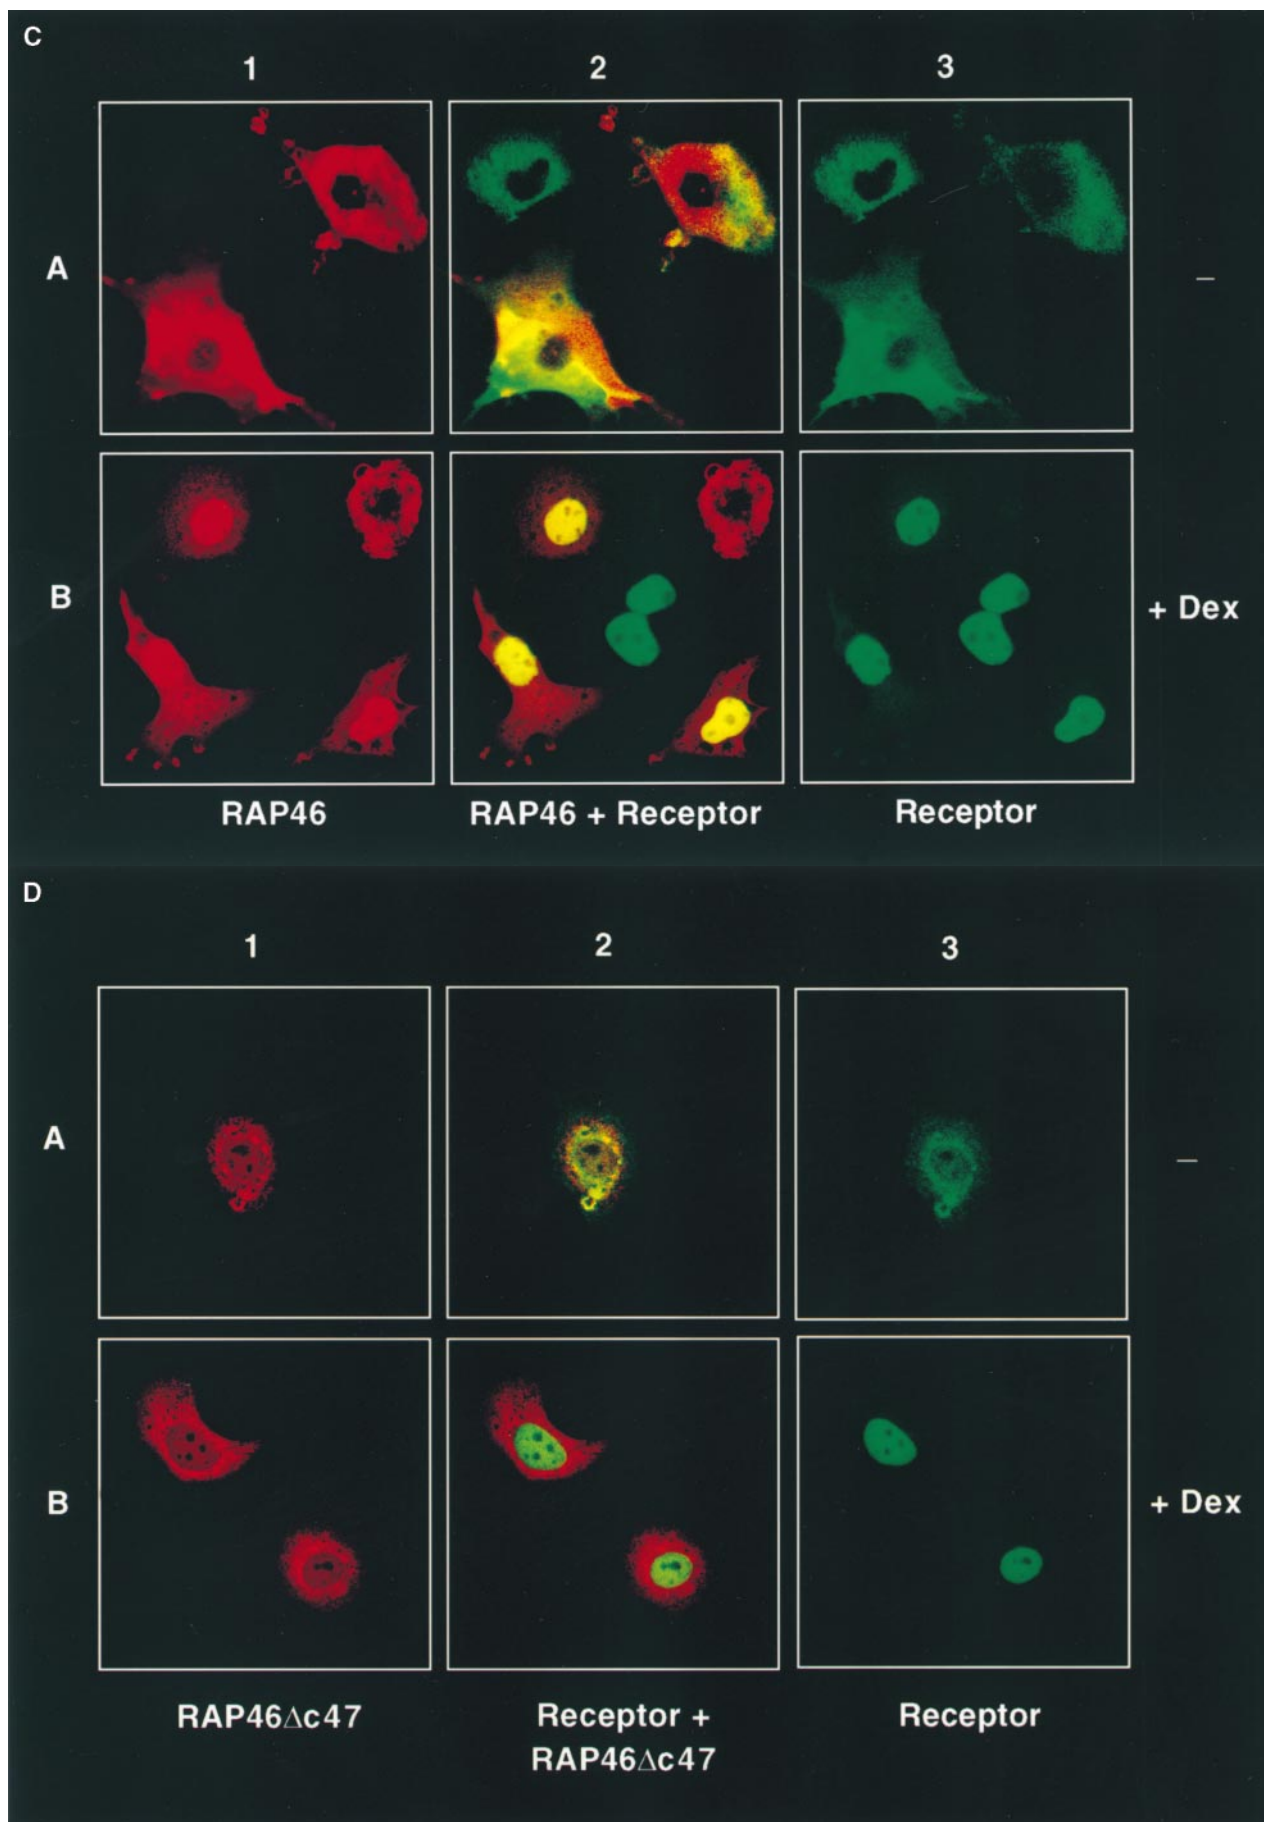 C
1 2 3
A –
B + Dex
RAP46 RAP46 + Receptor Receptor
D
1 2 3
A –
B + Dex
RAP46Δc47 Receptor + Receptor
RAP46Δc47